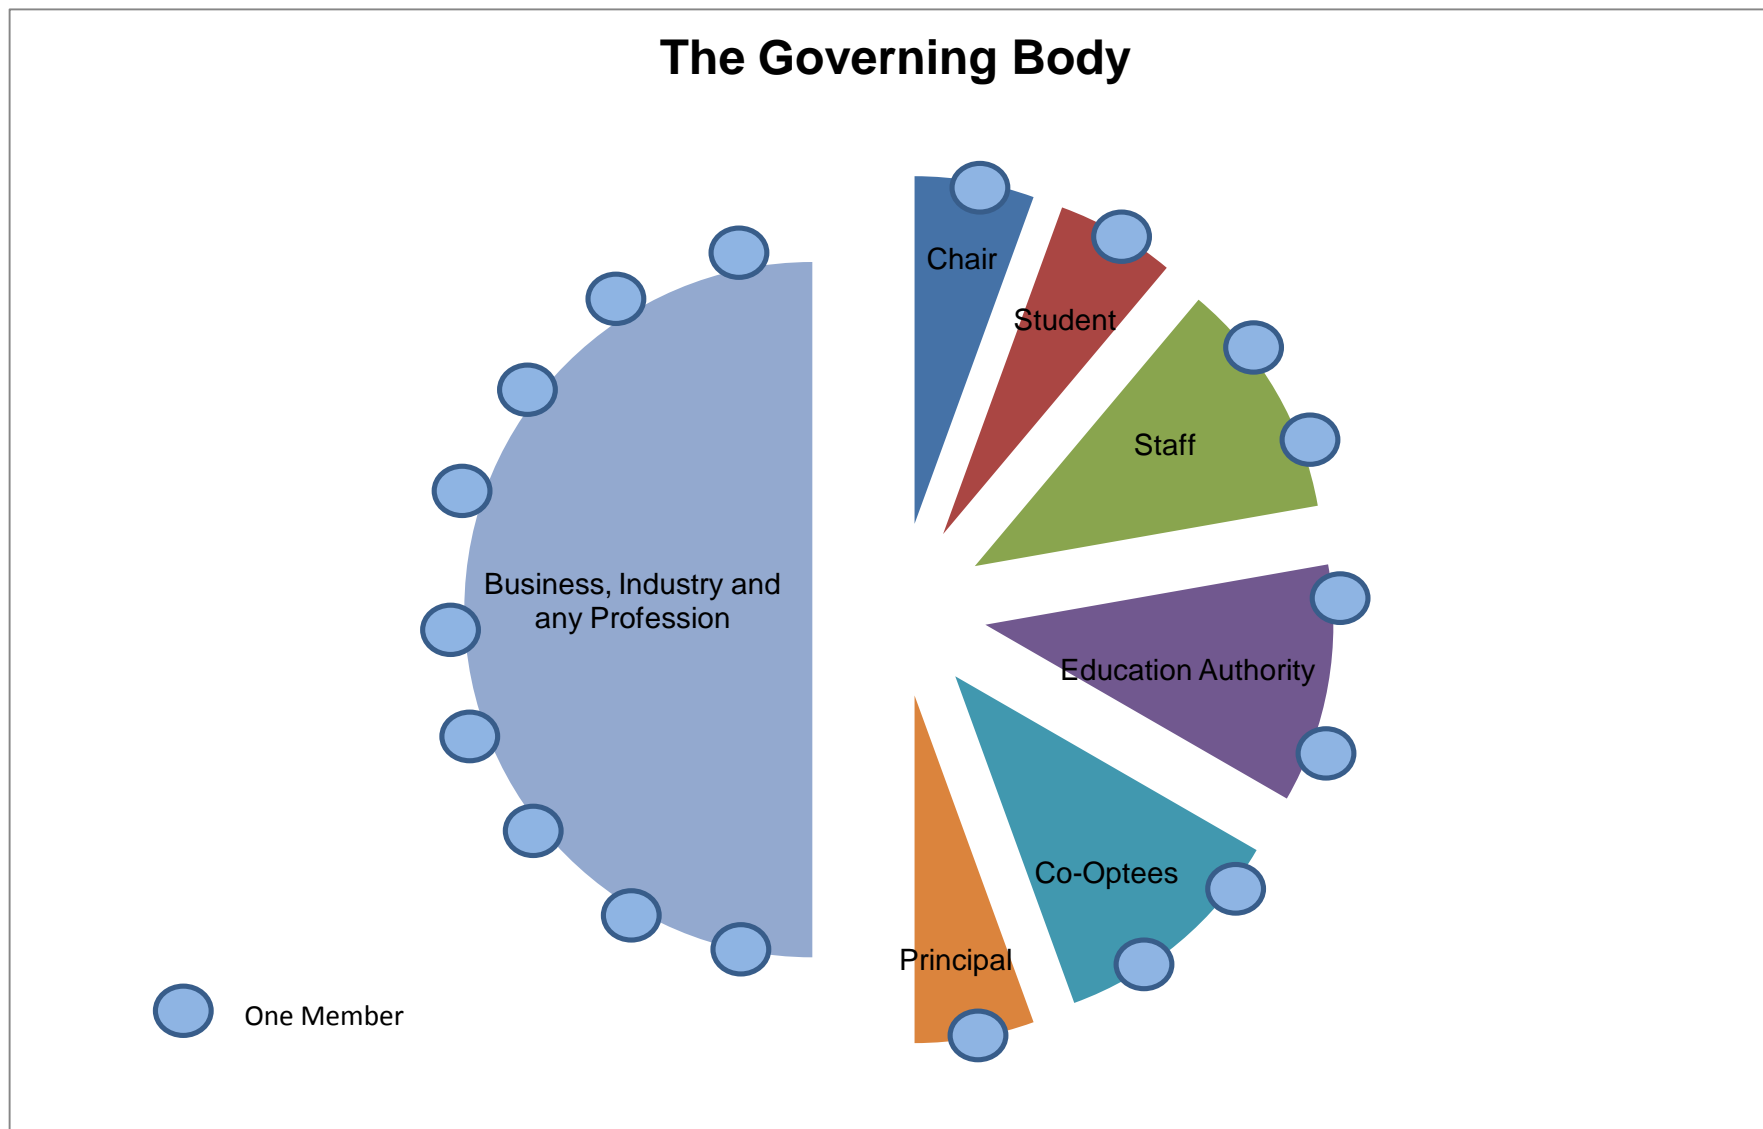 The Governing Body
Chair
Student
Staff
Business, Industry and
any Profession
Education Authority
Co-Optees
Principal
One Member